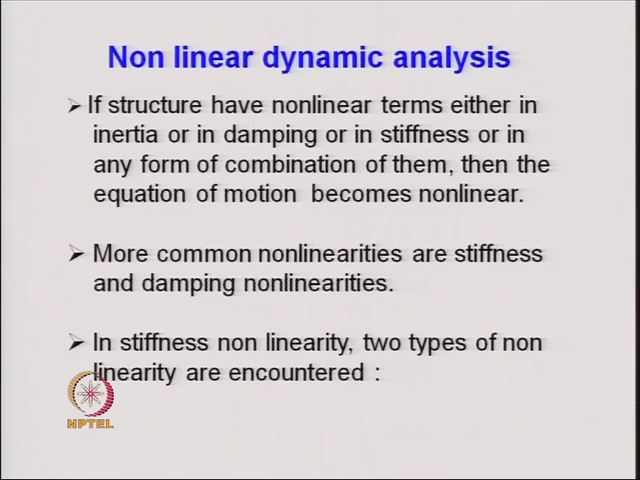 Non linear dynamic analysis
If structure have nonlinear terms either in
inertia or in damping or in stiffness or in
any form of combination of them, then the
equation of motion becomes nonlinear.
More common nonlinearities are stiffness
and damping nonlinearities.
In stiffness non linearity, two types of non
linearity are encountered :
NPTEL